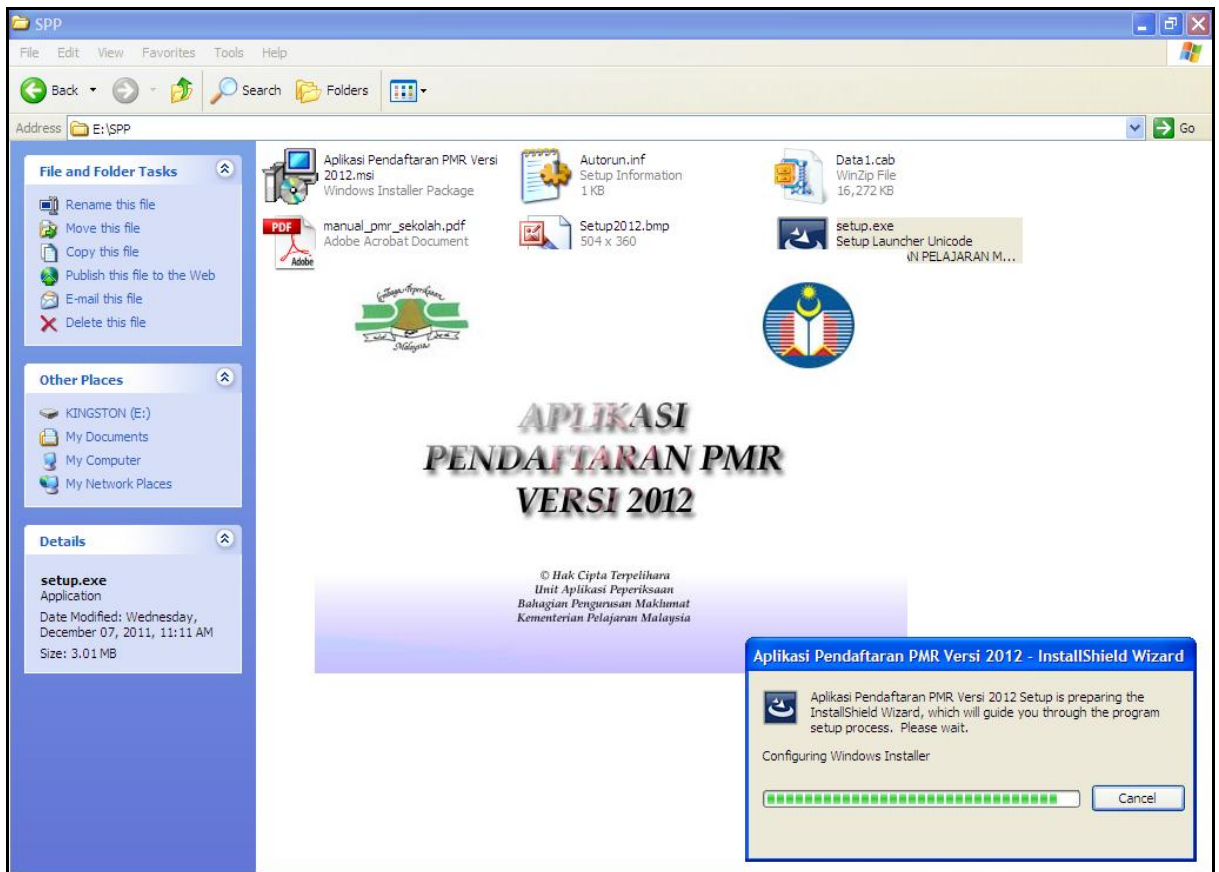 SPP
File Edit View Favorites Tools Help
Back Search Folders
Address E:\SPP Go
File and Folder Tasks
Rename this file
Move this file
Copy this file
Publish this file to the Web
E-mail this file
Delete this file
Other Places
KINGSTON (E:)
My Documents
My Computer
My Network Places
Details
setup.exe
Application
Date Modified: Wednesday,
December 07, 2011, 11:11 AM
Size: 3.01 MB
Aplikasi Pendaftaran PMR Versi
2012.msi
Windows Installer Package
Autorun.inf
Setup Information
1 KB
Data1.cab
WinZip File
16,272 KB
PDF
Adobe
manual_pmr_sekolah.pdf
Adobe Acrobat Document
Setup2012.bmp
504 x 360
setup.exe
Setup Launcher Unicode
N PELAJARAN M...
Lembaga Peperiksaan
Malaysia
APLIKASI
PENDAFTARAN PMR
VERSI 2012
© Hak Cipta Terpelihara
Unit Aplikasi Peperiksaan
Bahagian Pengurusan Maklumat
Kementerian Pelajaran Malaysia
Aplikasi Pendaftaran PMR Versi 2012 - InstallShield Wizard
Aplikasi Pendaftaran PMR Versi 2012 Setup is preparing the
InstallShield Wizard, which will guide you through the program
setup process. Please wait.
Configuring Windows Installer
Cancel